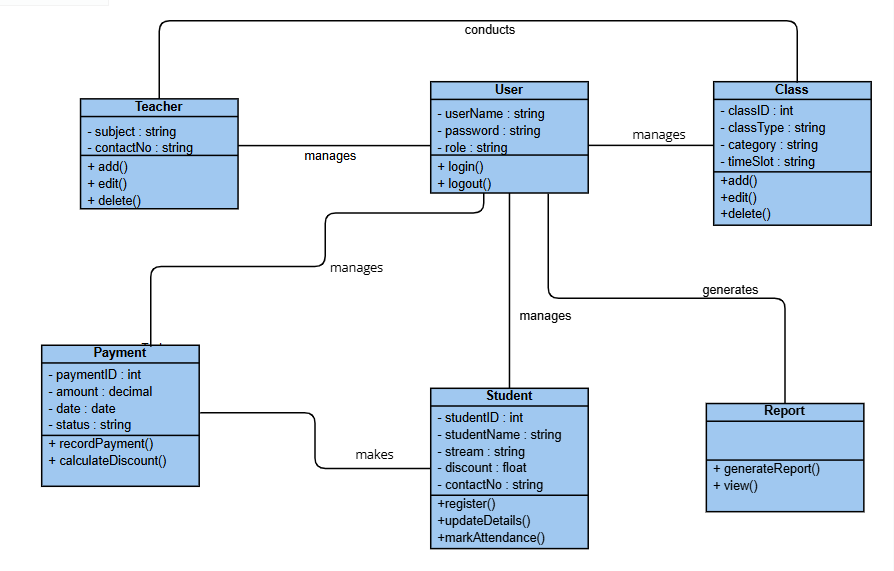 conducts
Teacher
- subject : string
- contactNo : string
+ add()
+ edit()
+ delete()
User
- userName : string
- password : string
- role : string
+ login()
+ logout()
Class
- classID : int
- classType : string
- category : string
- timeSlot : string
+add()
+edit()
+delete()
manages
manages
manages
generates
manages
Payment
- paymentID : int
- amount : decimal
- date : date
- status : string
+ recordPayment()
+ calculateDiscount()
makes
Student
- studentID : int
- studentName : string
- stream : string
- discount : float
- contactNo : string
+register()
+updateDetails()
+markAttendance()
Report
+ generateReport()
+ view()